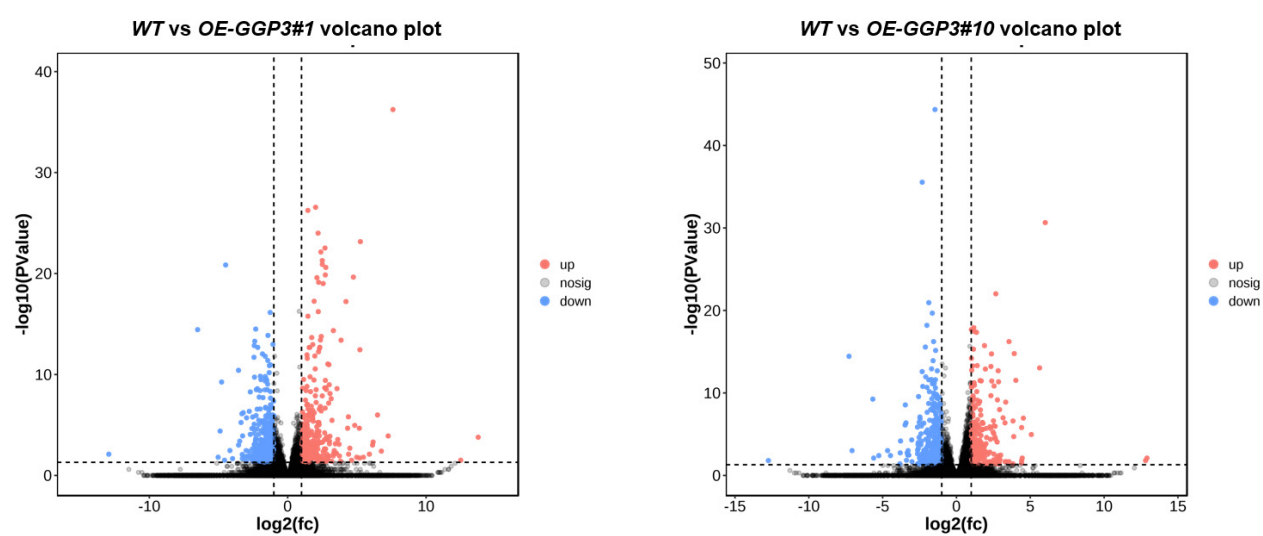 WT vs OE-GGP3#1 volcano plot
40
30
20
10
0
-10
0
10
-log10(PValue)
log2(fc)
up
nosig
down
WT vs OE-GGP3#10 volcano plot
50
40
30
20
10
0
-15
-10
-5
0
5
10
15
-log10(PValue)
log2(fc)
up
nosig
down